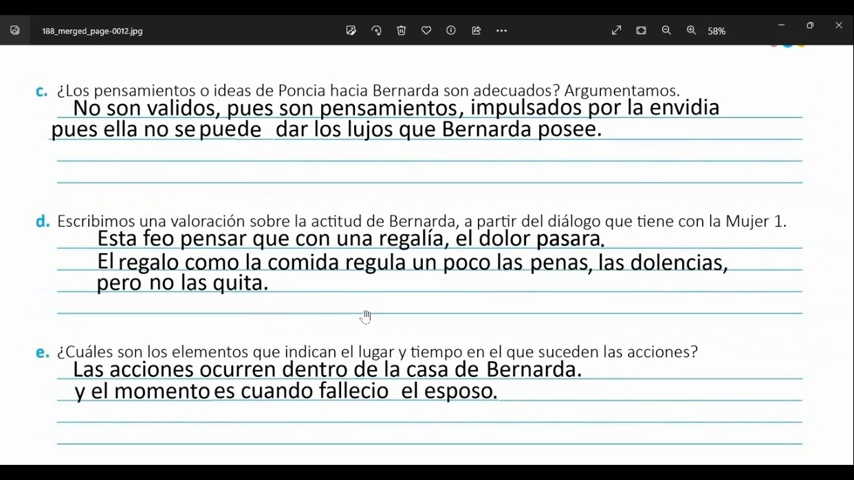 188_merged_page-0012.jpg
58%
c. ¿Los pensamientos o ideas de Poncia hacia Bernarda son adecuados? Argumentamos.
No son validos, pues son pensamientos, impulsados por la envidia
pues ella no se puede dar los lujos que Bernarda posee.
d. Escribimos una valoración sobre la actitud de Bernarda, a partir del diálogo que tiene con la Mujer 1.
Esta feo pensar que con una regalía, el dolor pasara.
El regalo como la comida regula un poco las penas, las dolencias,
pero no las quita.
e. ¿Cuáles son los elementos que indican el lugar y tiempo en el que suceden las acciones?
Las acciones ocurren dentro de la casa de Bernarda.
y el momento es cuando fallecio el esposo.